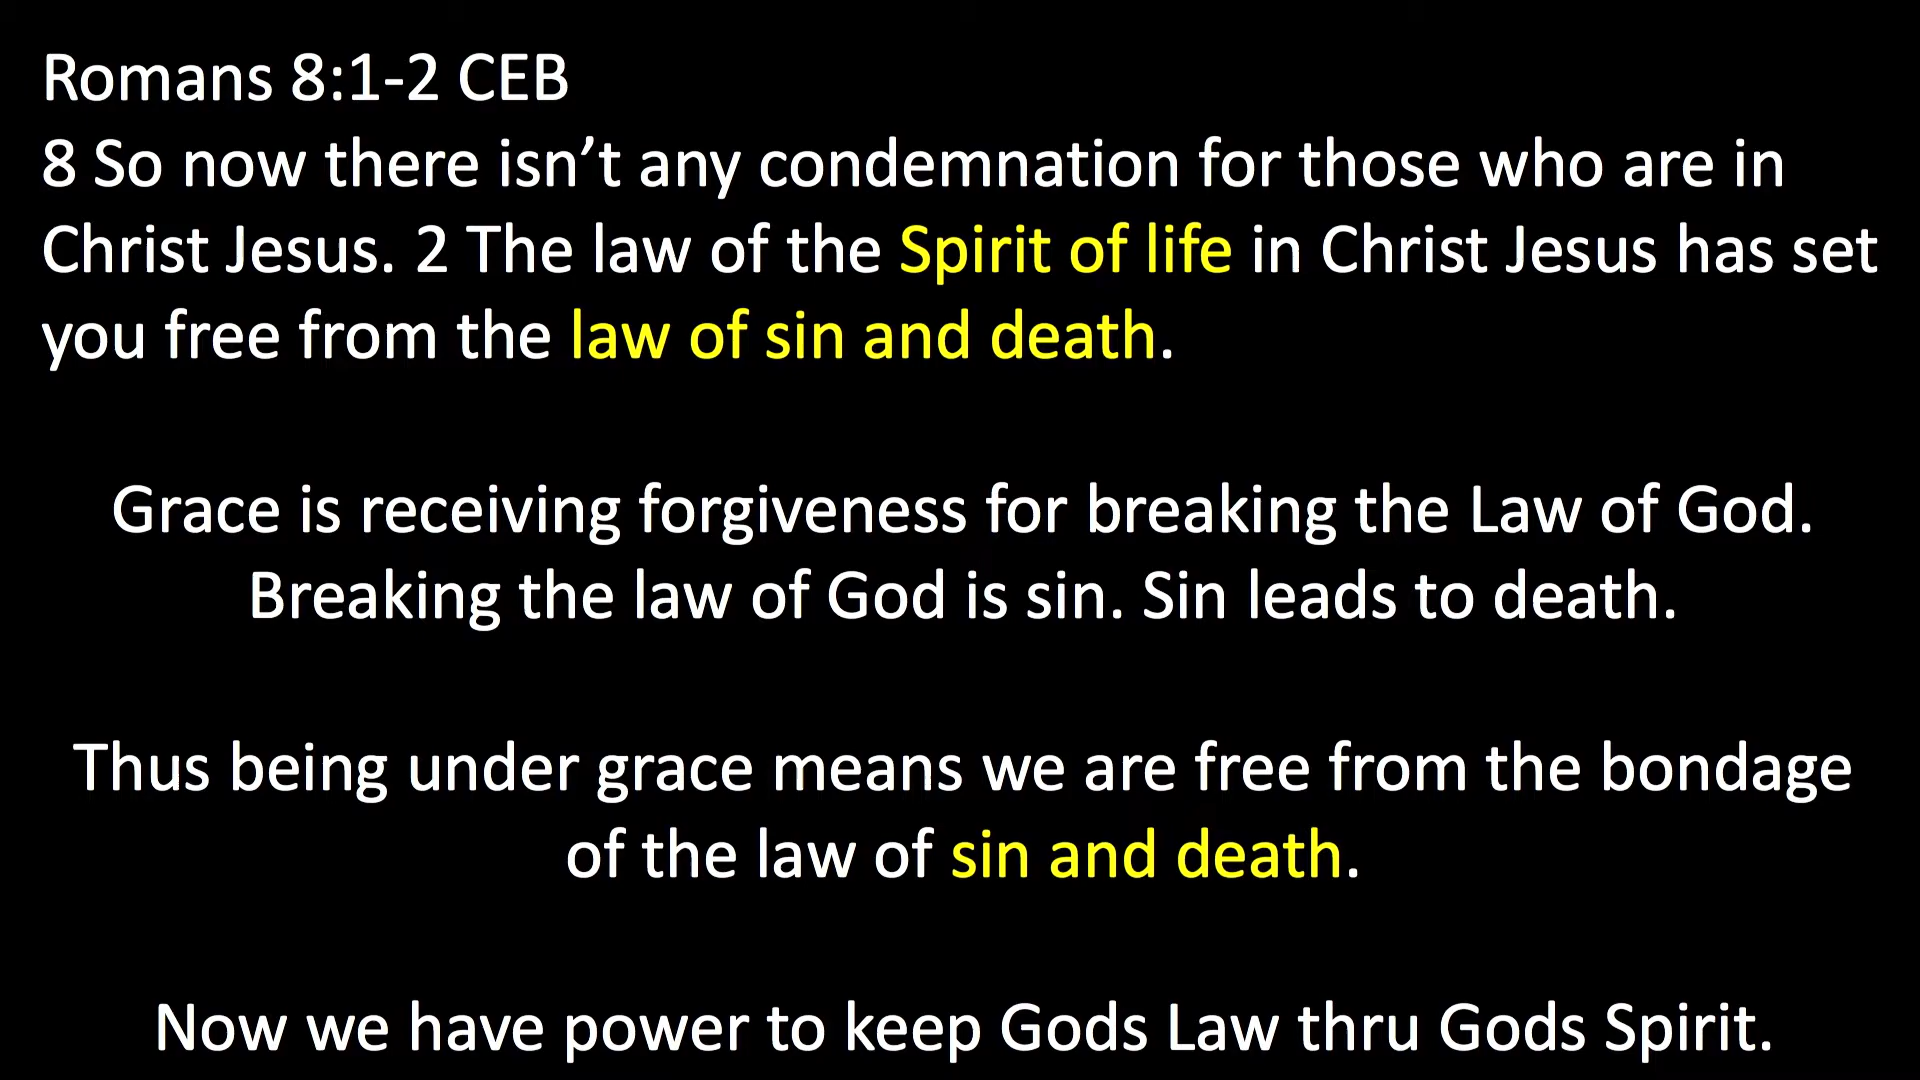 Romans 8:1-2 CEB
8 So now there isn’t any condemnation for those who are in
Christ Jesus. 2 The law of the Spirit of life in Christ Jesus has set
you free from the law of sin and death.
Grace is receiving forgiveness for breaking the Law of God.
Breaking the law of God is sin. Sin leads to death.
Thus being under grace means we are free from the bondage
of the law of sin and death.
Now we have power to keep Gods Law thru Gods Spirit.